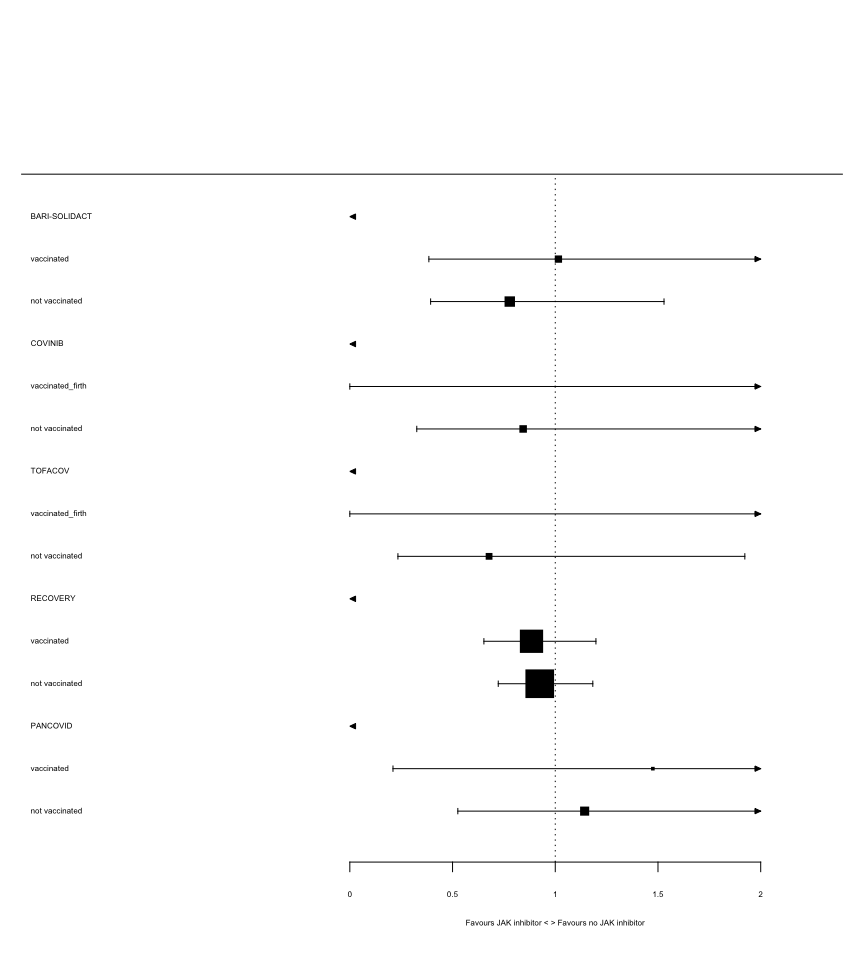 BARI-SOLIDACT
vaccinated
not vaccinated
COVINIB
vaccinated_firth
not vaccinated
TOFACOV
vaccinated_firth
not vaccinated
RECOVERY
vaccinated
not vaccinated
PANCOVID
vaccinated
not vaccinated
0 0.5 1 1.5 2
Favours JAK inhibitor < > Favours no JAK inhibitor